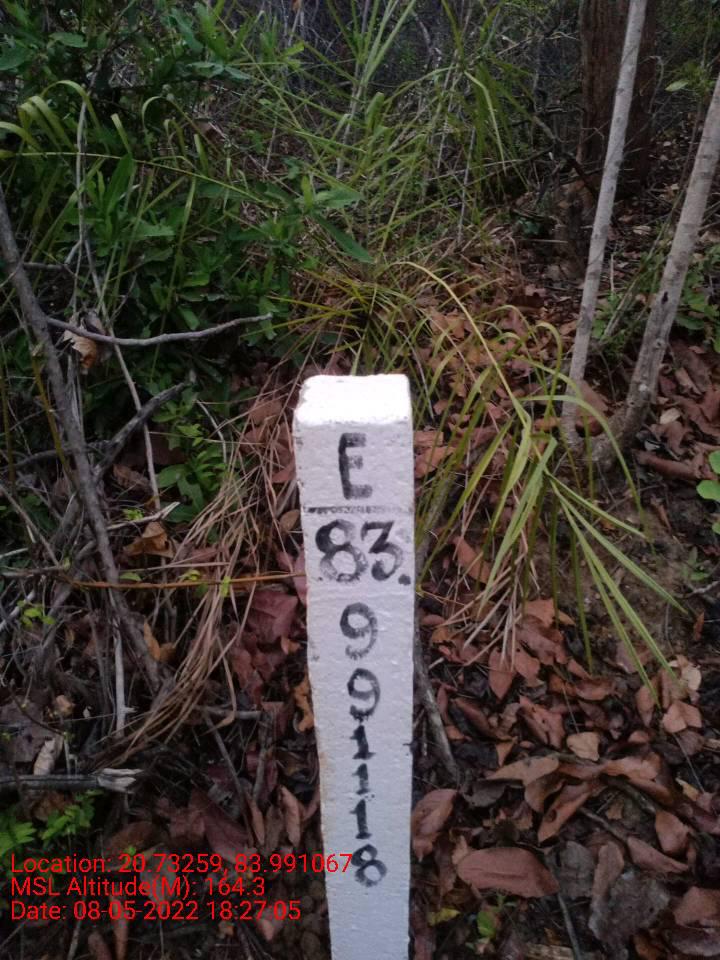 E
83.
9
9
1
1
1
8
Location: 20.73259, 83.991067
MSL Altitude(M): 164.3
Date: 08-05-2022 18:27:05